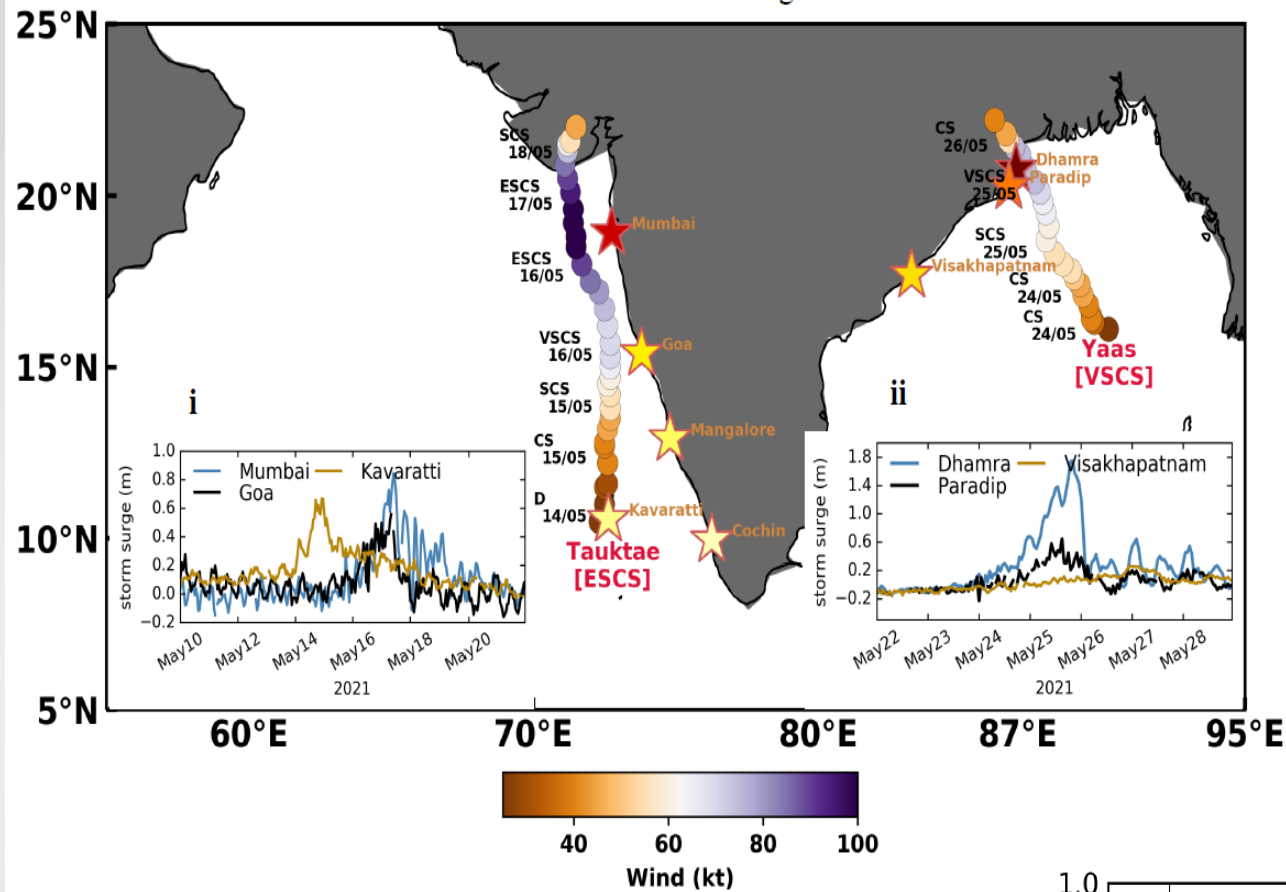 25°N
20°N
15°N
10°N
5°N
60°E
70°E
80°E
87°E
95°E
SCS
18/05
ESCS
17/05
ESCS
16/05
VSCS
16/05
SCS
15/05
CS
15/05
D
14/05
Mumbai
Goa
Mangalore
Kavaratti
Cochin
Tauktae
[ESCS]
CS
26/05
VSCS
25/05
SCS
25/05
CS
24/05
CS
24/05
Dhamra
Paradip
Visakhapatnam
Yaas
[VSCS]
i
ii
1.0
0.8
0.6
0.4
0.2
0.0
−0.2
storm surge (m)
Mumbai
Kavaratti
Goa
May10
May12
May14
May16
May18
May20
2021
1.8
1.4
1.0
0.6
0.2
−0.2
storm surge (m)
Dhamra
Visakhapatnam
Paradip
May22
May23
May24
May25
May26
May27
May28
2021
40
60
80
100
Wind (kt)
1.0